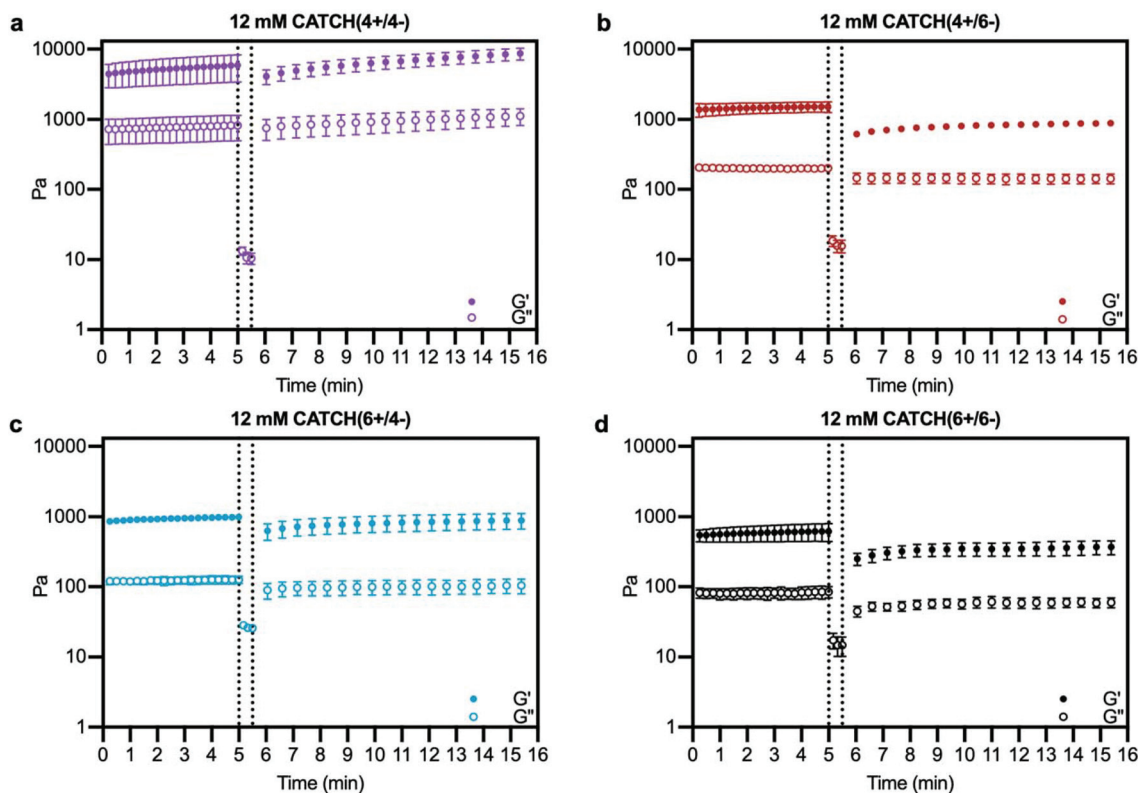 a
12 mM CATCH(4+/4-)
10000
1000
100
10
1
Pa
G'
G"
0 1 2 3 4 5 6 7 8 9 10 11 12 13 14 15 16
Time (min)
b
12 mM CATCH(4+/6-)
10000
1000
100
10
1
Pa
G'
G"
0 1 2 3 4 5 6 7 8 9 10 11 12 13 14 15 16
Time (min)
c
12 mM CATCH(6+/4-)
10000
1000
100
10
1
Pa
G'
G"
0 1 2 3 4 5 6 7 8 9 10 11 12 13 14 15 16
Time (min)
d
12 mM CATCH(6+/6-)
10000
1000
100
10
1
Pa
G'
G"
0 1 2 3 4 5 6 7 8 9 10 11 12 13 14 15 16
Time (min)